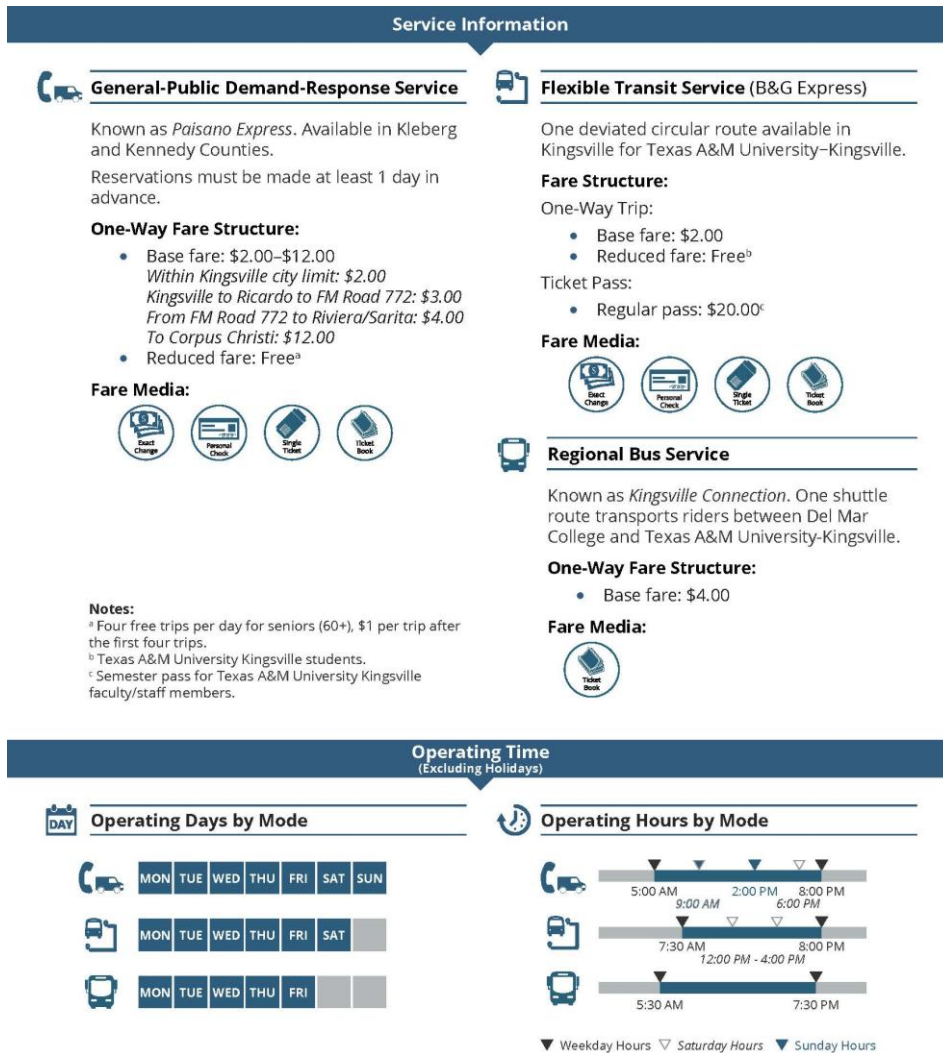 Service Information
General-Public Demand-Response Service
Known as Paisano Express. Available in Kleberg
and Kennedy Counties.
Reservations must be made at least 1 day in
advance.
One-Way Fare Structure:
• Base fare: $2.00–$12.00
Within Kingsville city limit: $2.00
Kingsville to Ricardo to FM Road 772: $3.00
From FM Road 772 to Riviera/Sarita: $4.00
To Corpus Christi: $12.00
• Reduced fare: Freeᵃ
Fare Media:
Exact Change
Personal Check
Single Ticket
Ticket Book
Notes:
ᵃ Four free trips per day for seniors (60+), $1 per trip after
the first four trips.
ᵇ Texas A&M University Kingsville students.
ᶜ Semester pass for Texas A&M University Kingsville
faculty/staff members.
Flexible Transit Service (B&G Express)
One deviated circular route available in
Kingsville for Texas A&M University–Kingsville.
Fare Structure:
One-Way Trip:
• Base fare: $2.00
• Reduced fare: Freeᵇ
Ticket Pass:
• Regular pass: $20.00ᶜ
Fare Media:
Exact Change
Personal Check
Single Ticket
Ticket Book
Regional Bus Service
Known as Kingsville Connection. One shuttle
route transports riders between Del Mar
College and Texas A&M University-Kingsville.
One-Way Fare Structure:
• Base fare: $4.00
Fare Media:
Ticket Book
Operating Time
(Excluding Holidays)
DAY
Operating Days by Mode
MON TUE WED THU FRI SAT SUN
MON TUE WED THU FRI SAT
MON TUE WED THU FRI
Operating Hours by Mode
5:00 AM 2:00 PM 8:00 PM
9:00 AM 6:00 PM
7:30 AM 8:00 PM
12:00 PM - 4:00 PM
5:30 AM 7:30 PM
▼ Weekday Hours ▽ Saturday Hours ▼ Sunday Hours